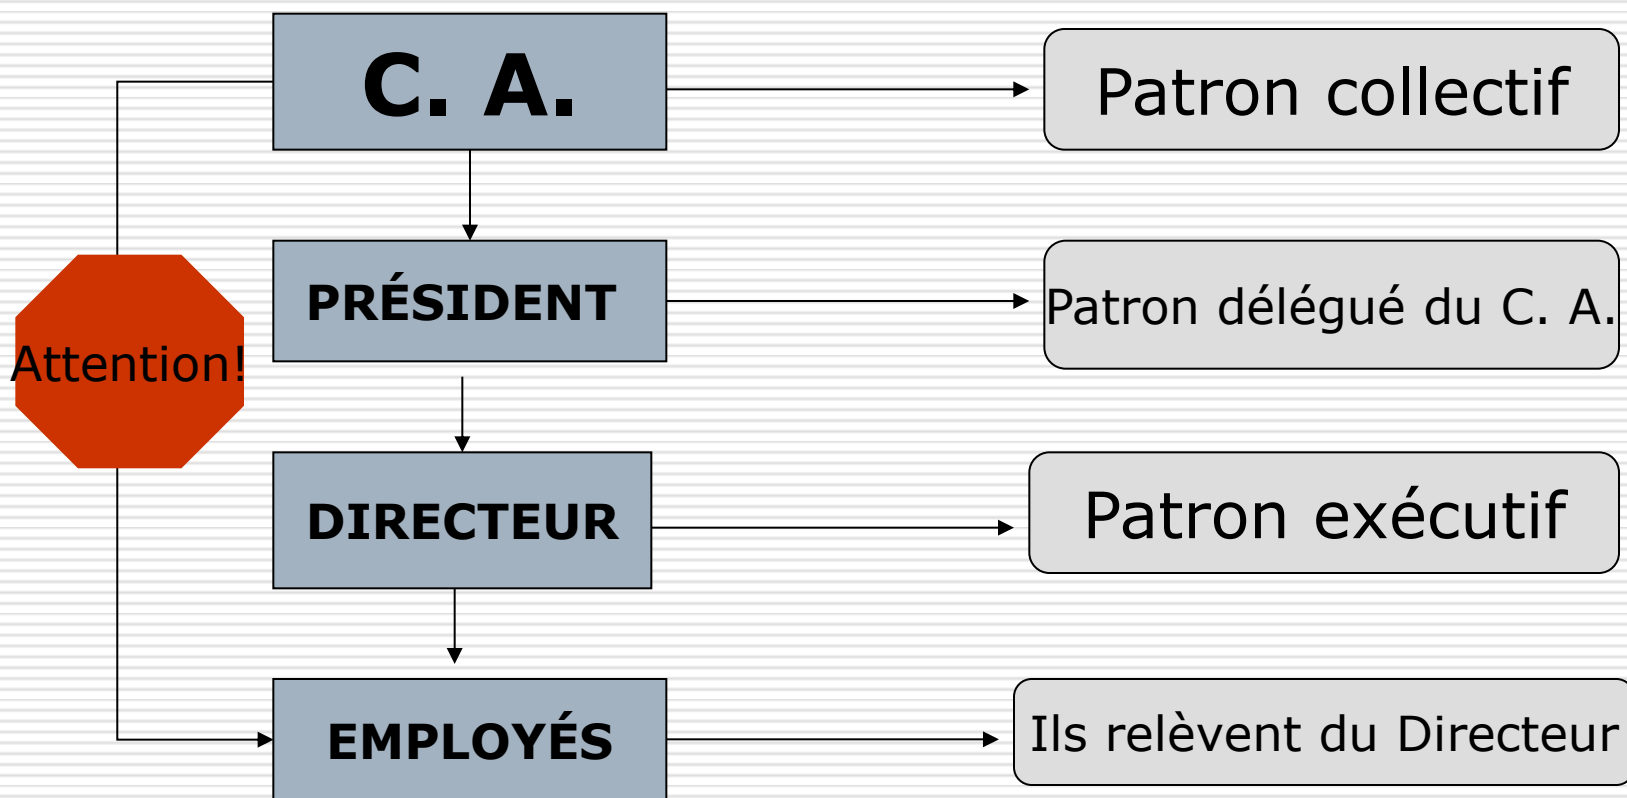 C. A.
Patron collectif
PRÉSIDENT
Patron délégué du C. A.
Attention!
DIRECTEUR
Patron exécutif
EMPLOYÉS
Ils relèvent du Directeur